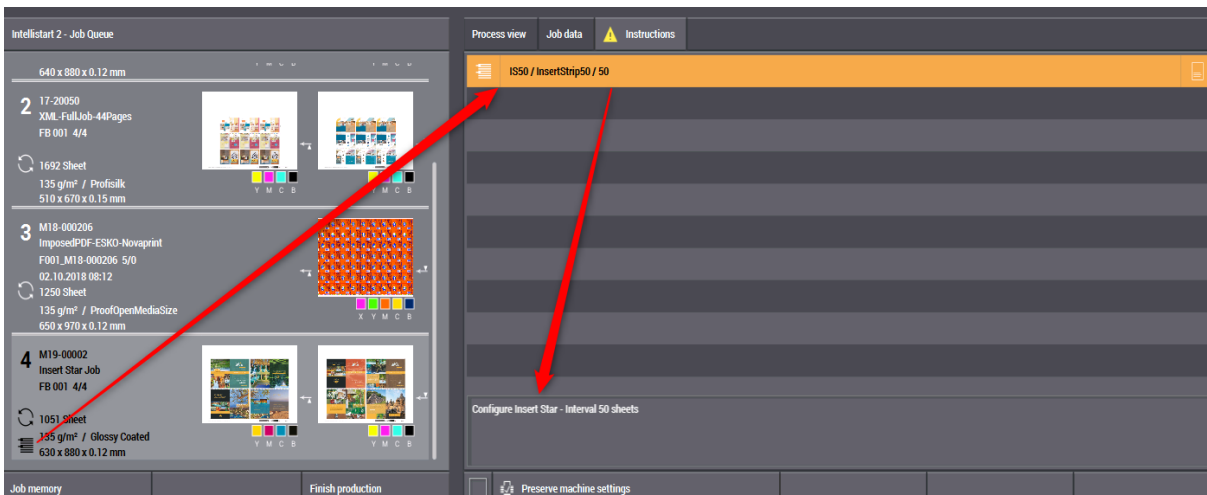 Intellistart 2 - Job Queue
640 x 880 x 0.12 mm
Y M C B
Y M C B
2
17-20050
XML-FullJob-44Pages
FB 001 4/4
1692 Sheet
135 g/m² / Profisilk
510 x 670 x 0.15 mm
Y M C B
Y M C B
3
M18-000206
ImposedPDF-ESKO-Novaprint
F001_M18-000206 5/0
02.10.2018 08:12
1250 Sheet
135 g/m² / ProofOpenMediaSize
650 x 970 x 0.12 mm
X Y M C B
4
M19-00002
Insert Star Job
FB 001 4/4
1051 Sheet
135 g/m² / Glossy Coated
630 x 880 x 0.12 mm
Y M C B
Y M C B
Job memory
Finish production
Process view
Job data
Instructions
IS50 / InsertStrip50 / 50
Configure Insert Star - Interval 50 sheets
Preserve machine settings